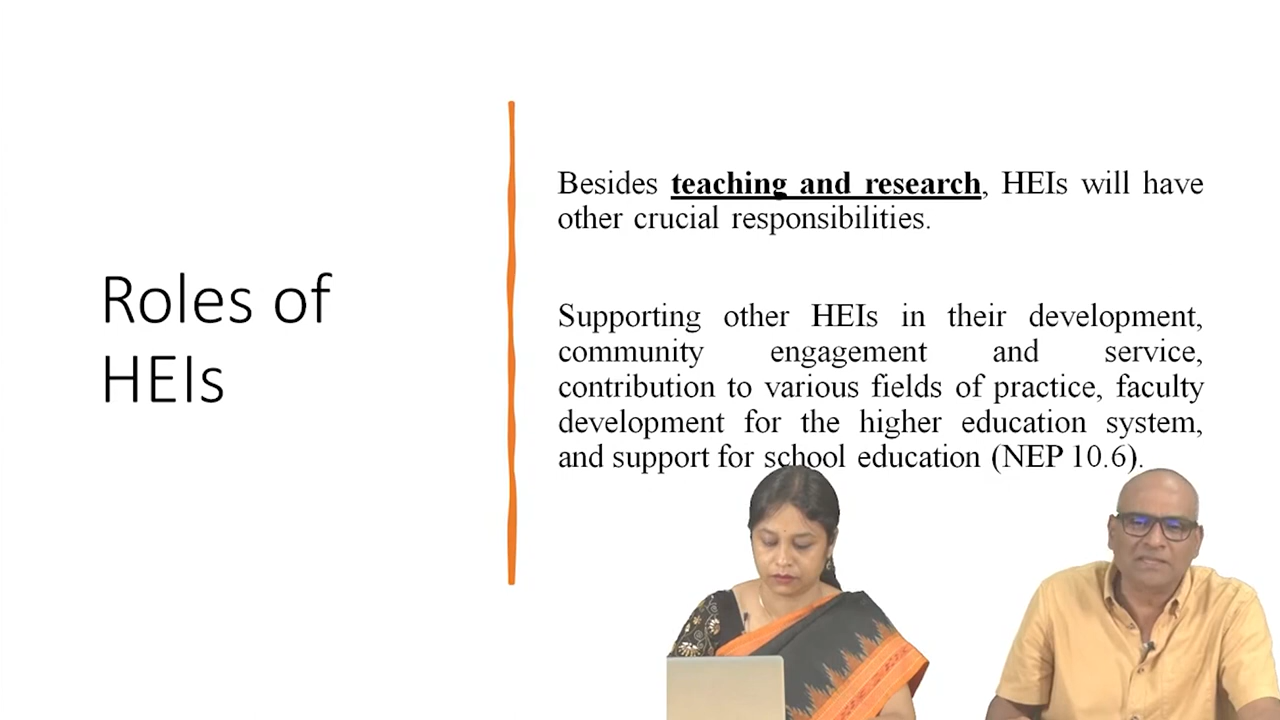 Roles of
HEIs
Besides teaching and research, HEIs will have
other crucial responsibilities.
Supporting other HEIs in their development,
community engagement and service,
contribution to various fields of practice, faculty
development for the higher education system,
and support for school education (NEP 10.6).